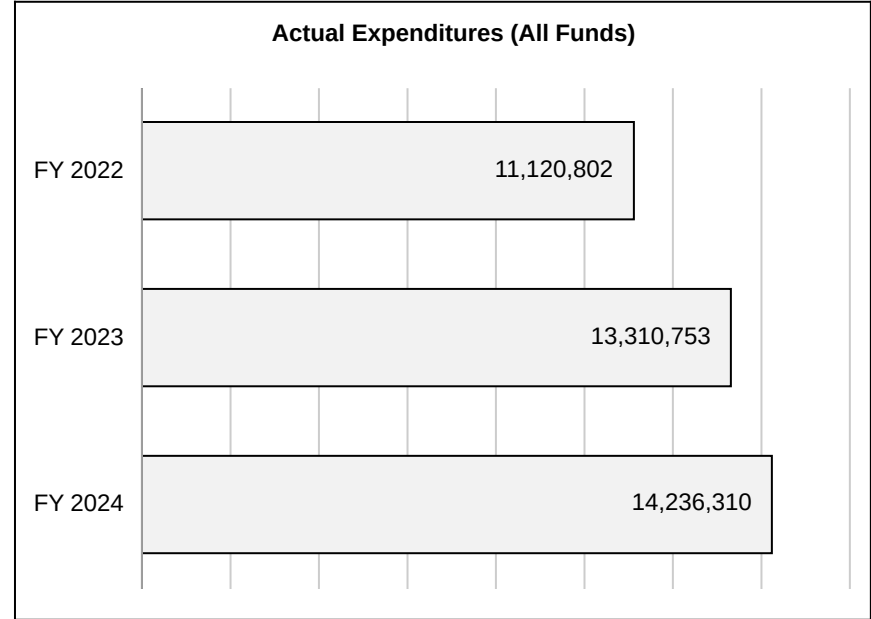 Actual Expenditures (All Funds)
FY 2022
11,120,802
FY 2023
13,310,753
FY 2024
14,236,310